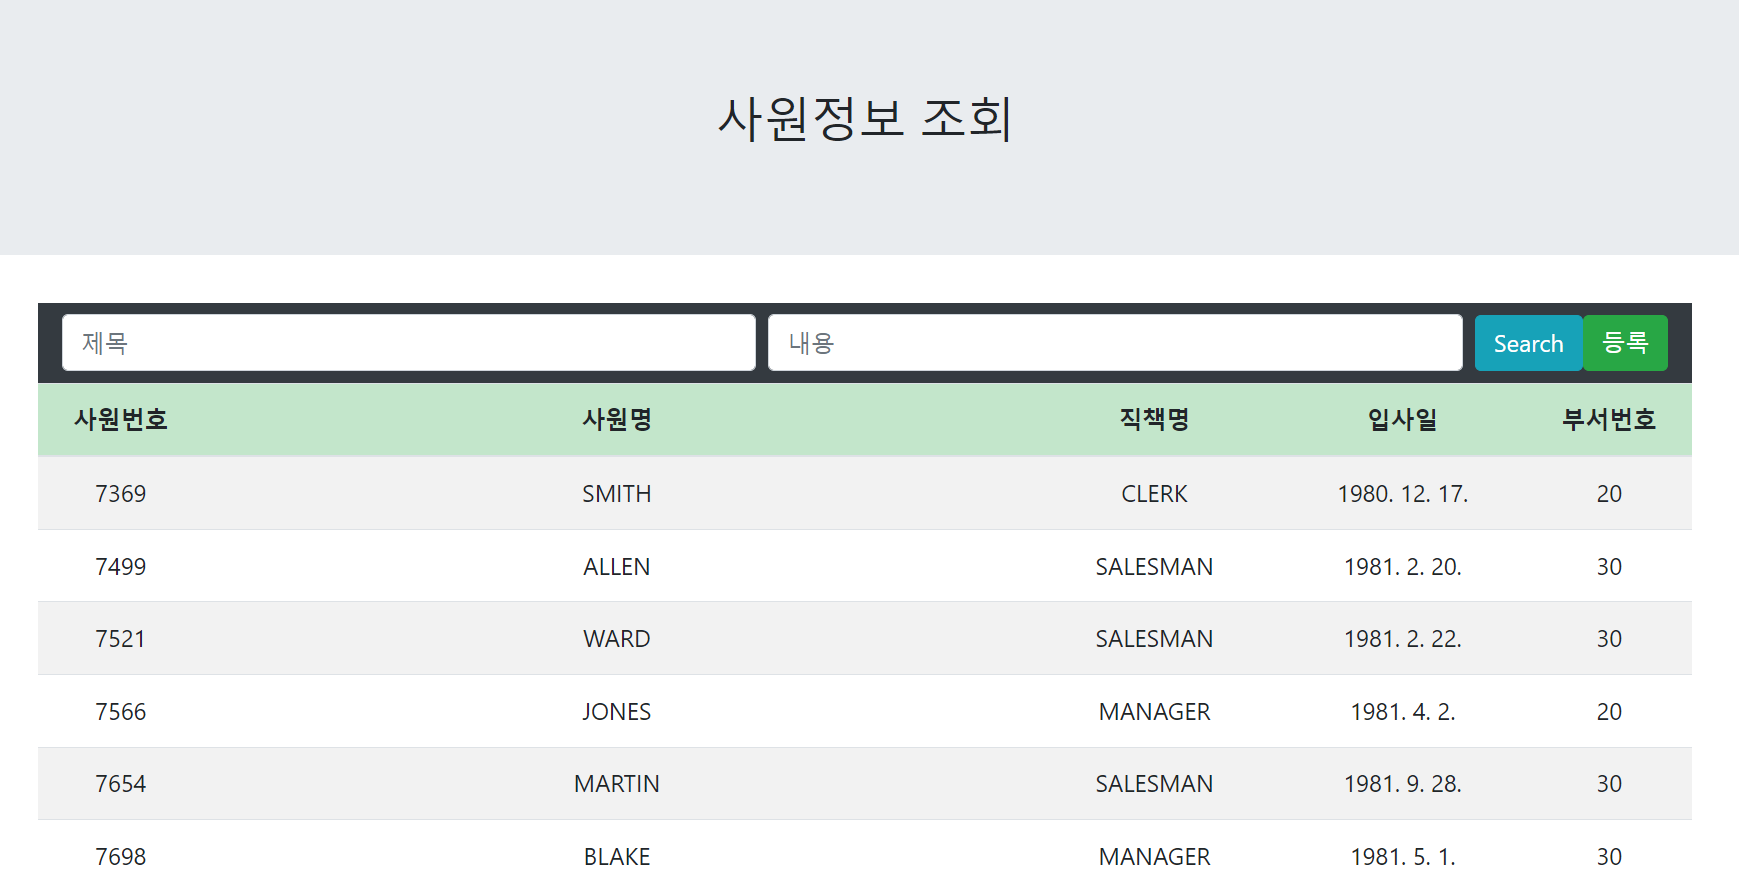 사원정보 조회
제목 내용 Search 등록
사원번호 사원명 직책명 입사일 부서번호
7369 SMITH CLERK 1980. 12. 17. 20
7499 ALLEN SALESMAN 1981. 2. 20. 30
7521 WARD SALESMAN 1981. 2. 22. 30
7566 JONES MANAGER 1981. 4. 2. 20
7654 MARTIN SALESMAN 1981. 9. 28. 30
7698 BLAKE MANAGER 1981. 5. 1. 30